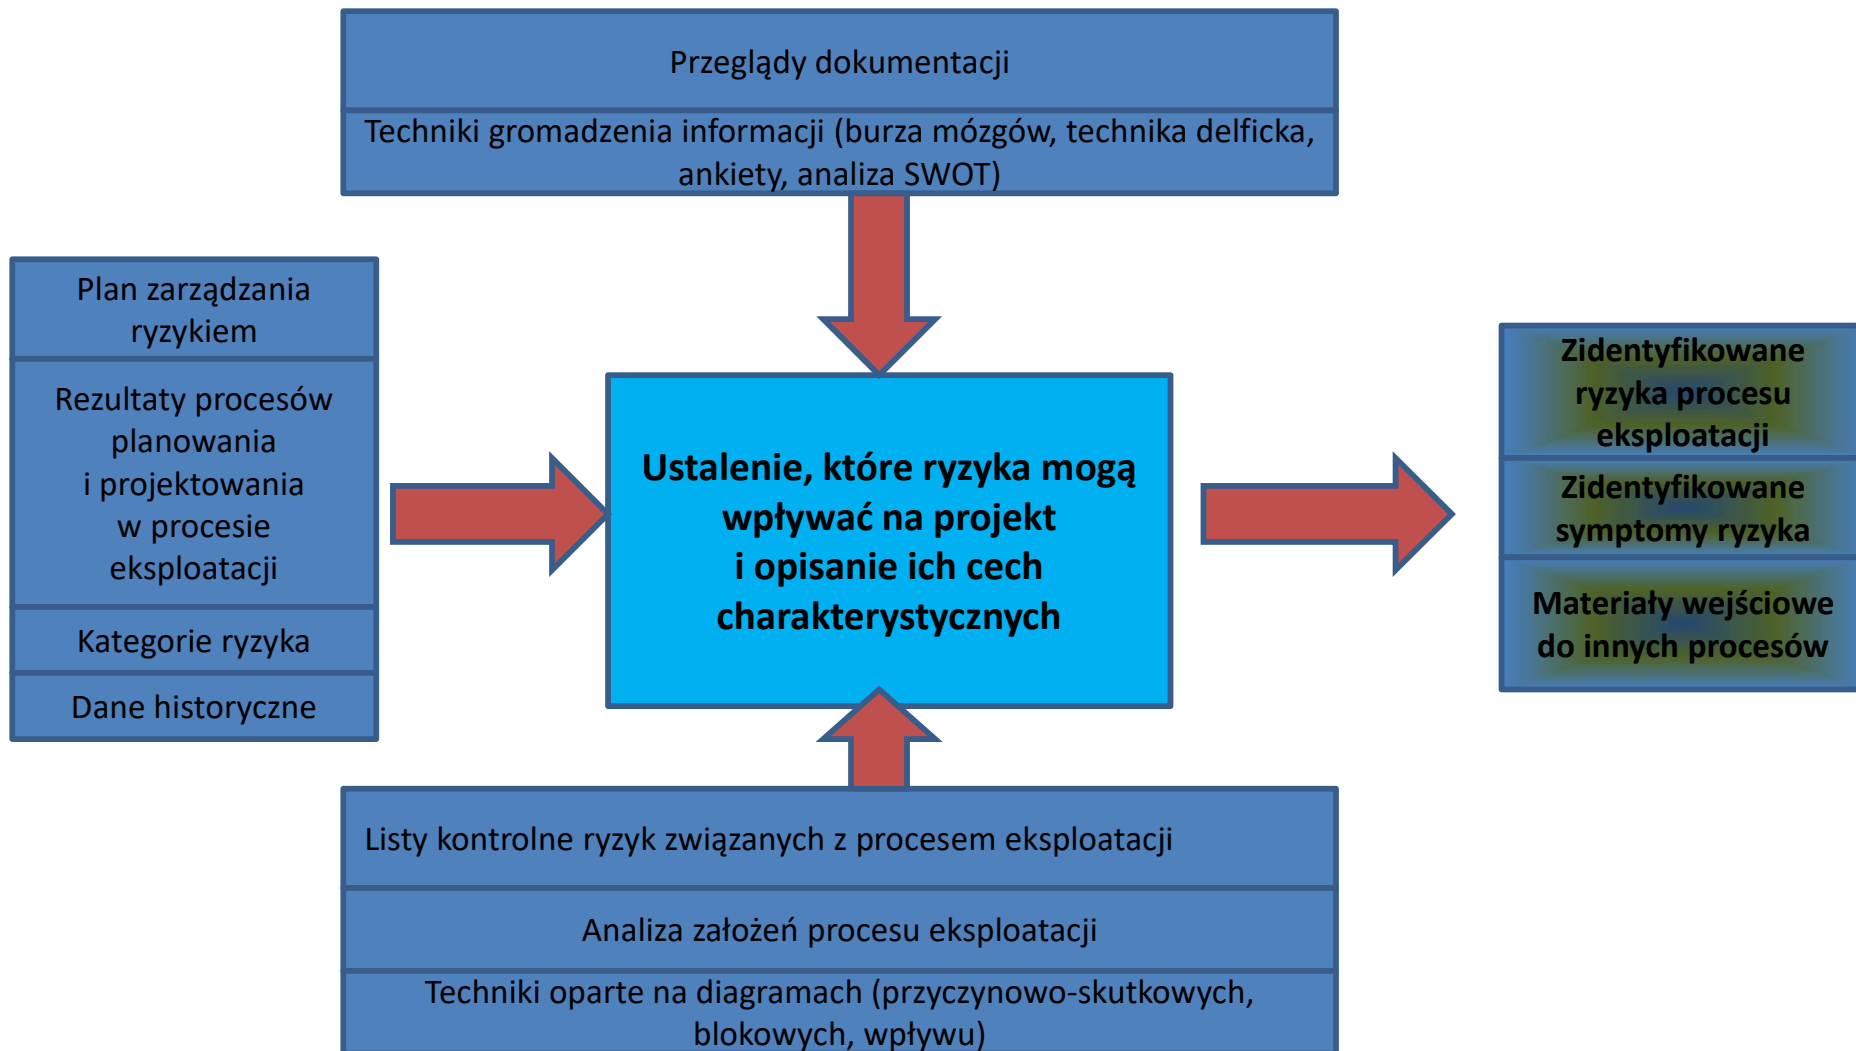 Przeglądy dokumentacji
Techniki gromadzenia informacji (burza mózgów, technika delficka,
ankiety, analiza SWOT)
Plan zarządzania
ryzykiem
Rezultaty procesów
planowania
i projektowania
w procesie
eksploatacji
Kategorie ryzyka
Dane historyczne
Ustalenie, które ryzyka mogą
wpływać na projekt
i opisanie ich cech
charakterystycznych
Zidentyfikowane
ryzyka procesu
eksploatacji
Zidentyfikowane
symptomy ryzyka
Materiały wejściowe
do innych procesów
Listy kontrolne ryzyk związanych z procesem eksploatacji
Analiza założeń procesu eksploatacji
Techniki oparte na diagramach (przyczynowo-skutkowych,
blokowych, wpływu)